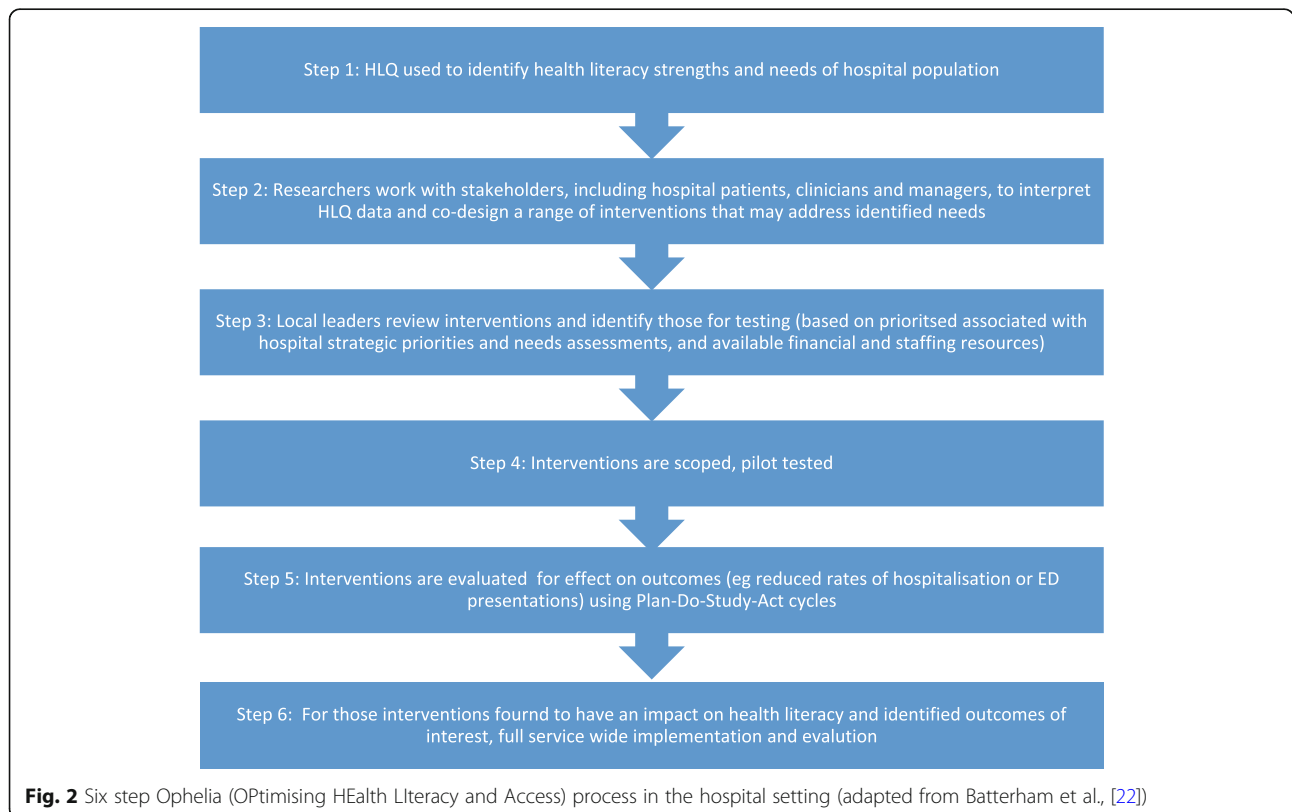 Step 1: HLQ used to identify health literacy strengths and needs of hospital population
Step 2: Researchers work with stakeholders, including hospital patients, clinicians and managers, to interpret
HLQ data and co-design a range of interventions that may address identified needs
Step 3: Local leaders review interventions and identify those for testing (based on prioritsed associated with
hospital strategic priorities and needs assessments, and available financial and staffing resources)
Step 4: Interventions are scoped, pilot tested
Step 5: Interventions are evaluated  for effect on outcomes (eg reduced rates of hospitalisation or ED
presentations) using Plan-Do-Study-Act cycles
Step 6:  For those interventions fournd to have an impact on health literacy and identified outcomes of
interest, full service wide implementation and evalution
Fig. 2 Six step Ophelia (OPtimising HEalth LIteracy and Access) process in the hospital setting (adapted from Batterham et al., [22])